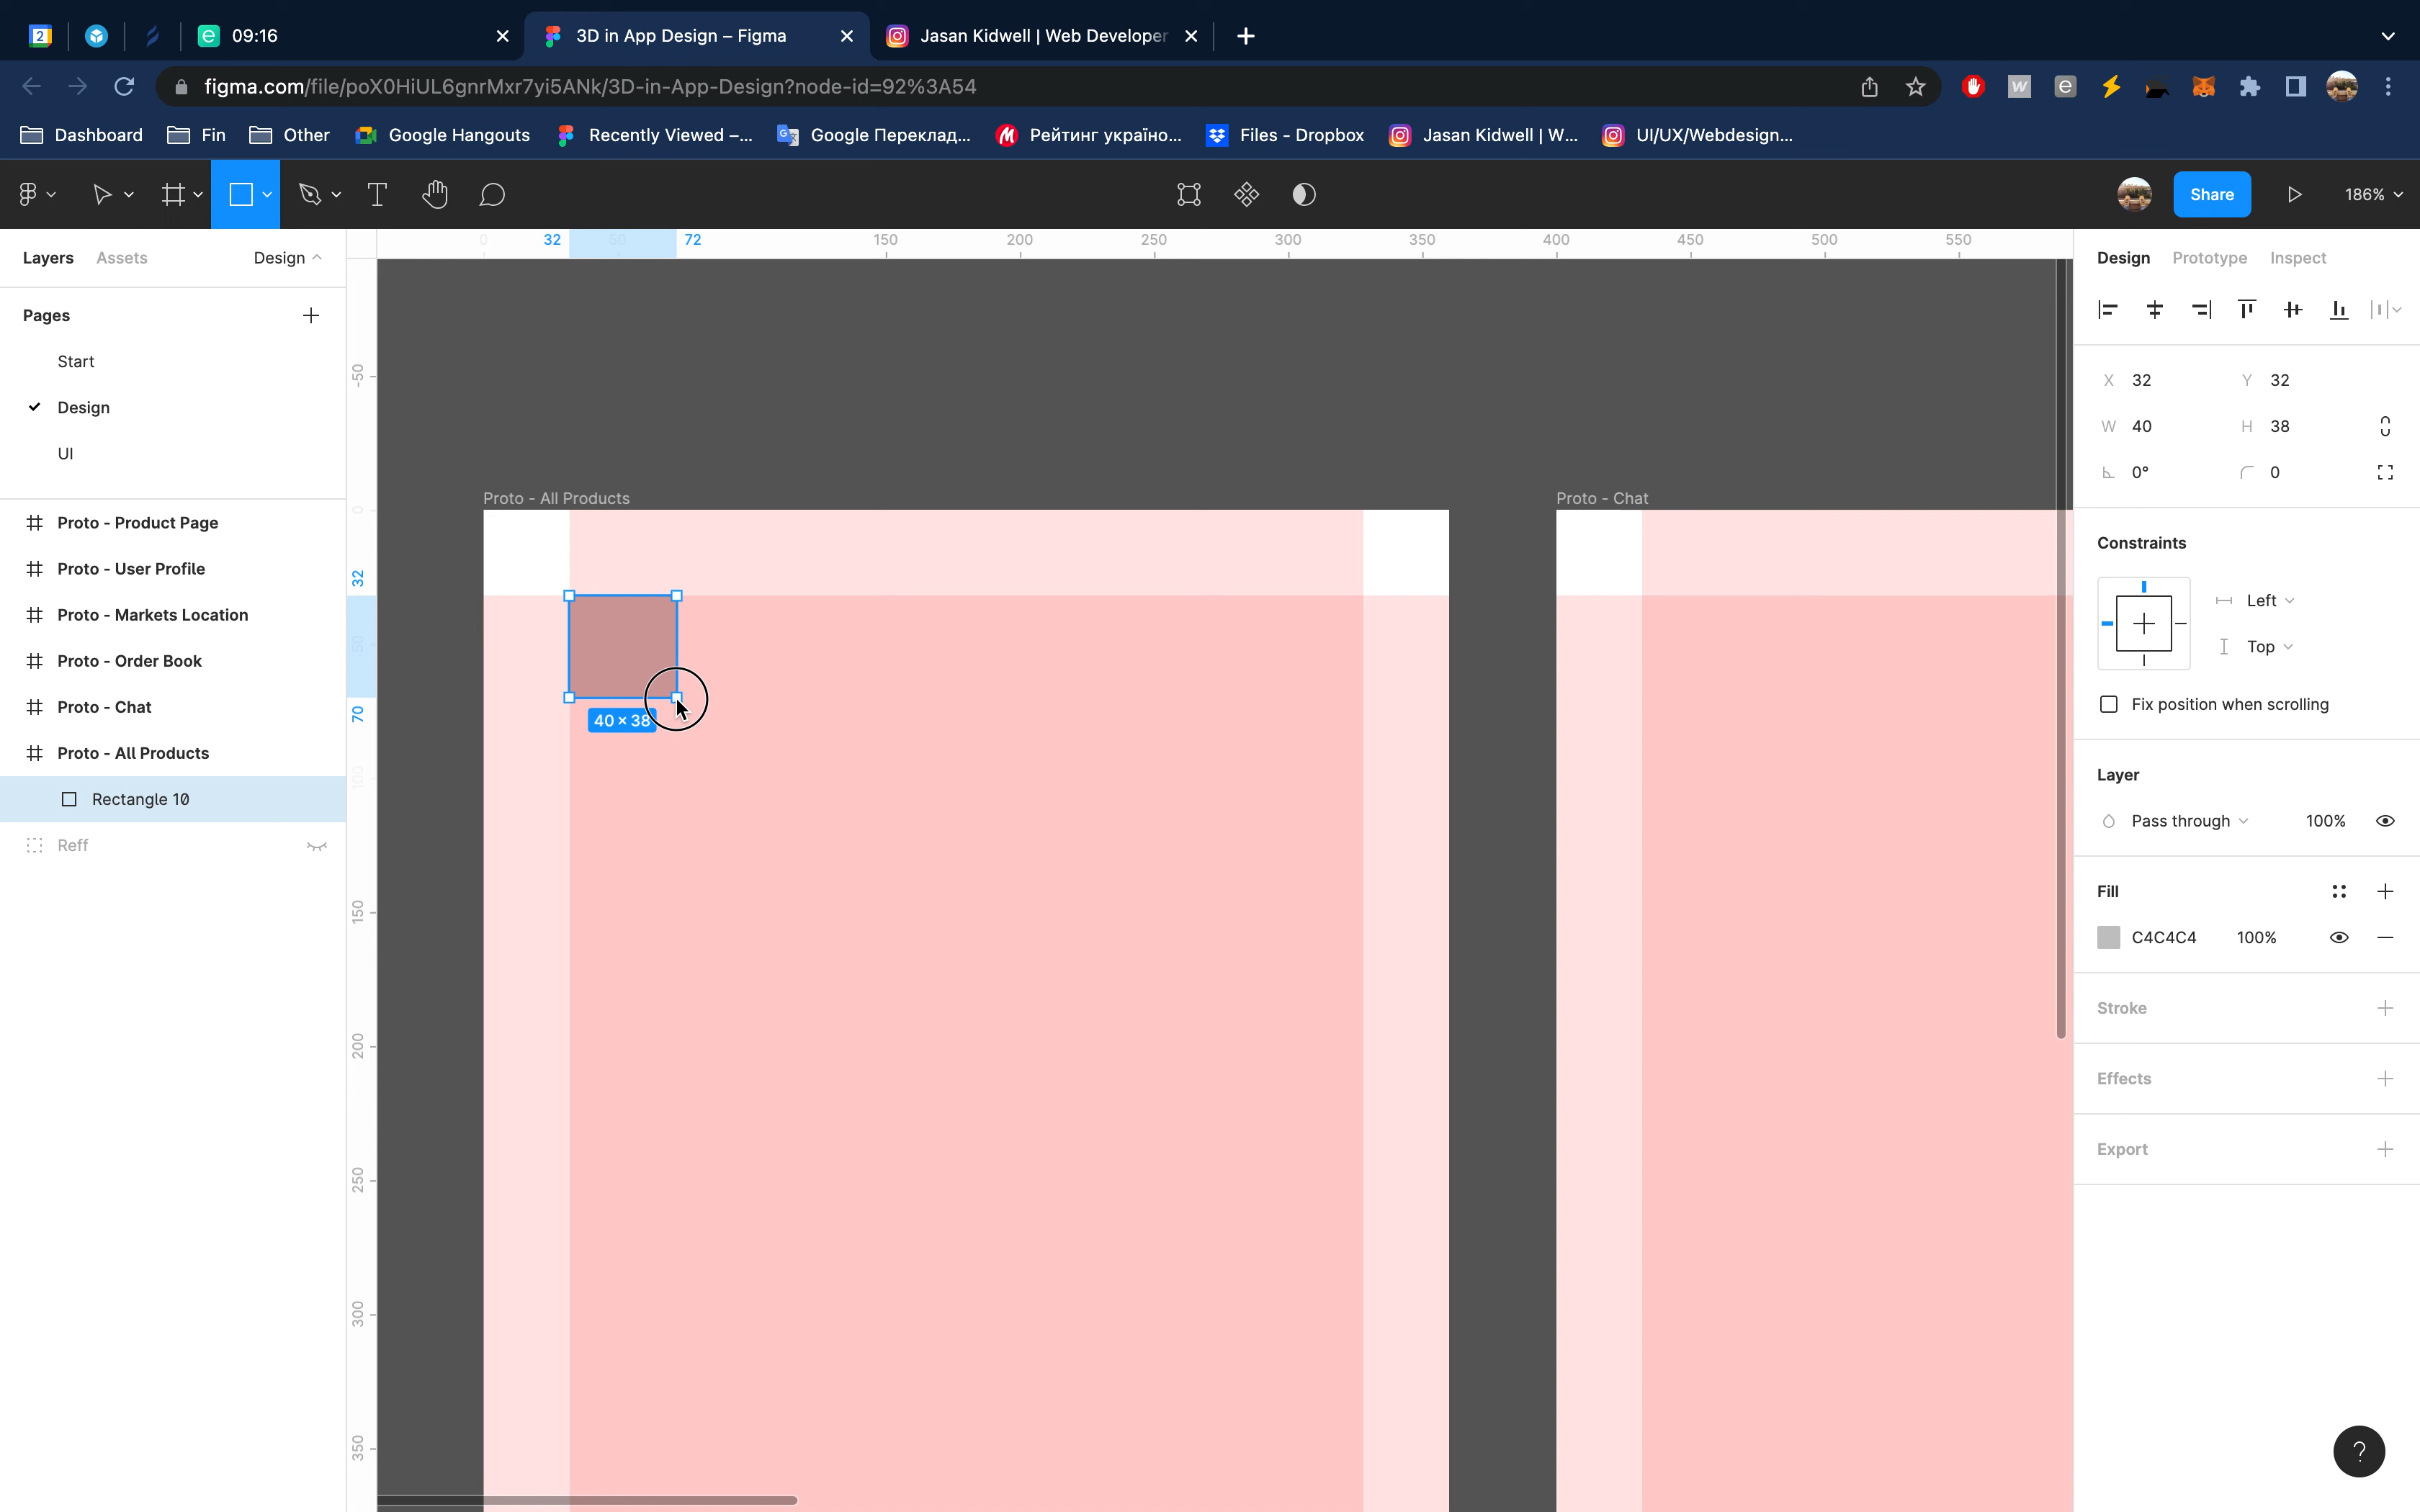 2
09:16
3D in App Design – Figma
Jasan Kidwell | Web Developer
figma.com/file/poX0HiUL6gnrMxr7yi5ANk/3D-in-App-Design?node-id=92%3A54
w
e
Dashboard
Fin
Other
Google Hangouts
Recently Viewed –...
Google Переклад...
Рейтинг україно...
Files - Dropbox
Jasan Kidwell | W...
UI/UX/Webdesign...
Share
186%
Layers
Assets
Design
0
32
50
72
150
200
250
300
350
400
450
500
550
Design
Prototype
Inspect
Pages
Start
Design
UI
Proto - Product Page
Proto - User Profile
Proto - Markets Location
Proto - Order Book
Proto - Chat
Proto - All Products
Rectangle 10
Reff
-50
0
32
50
70
100
150
200
250
300
350
Proto - All Products
Proto - Chat
40 × 38
X 32
Y 32
W 40
H 38
0°
0
Constraints
Left
Top
Fix position when scrolling
Layer
Pass through
100%
Fill
C4C4C4
100%
Stroke
Effects
Export
?